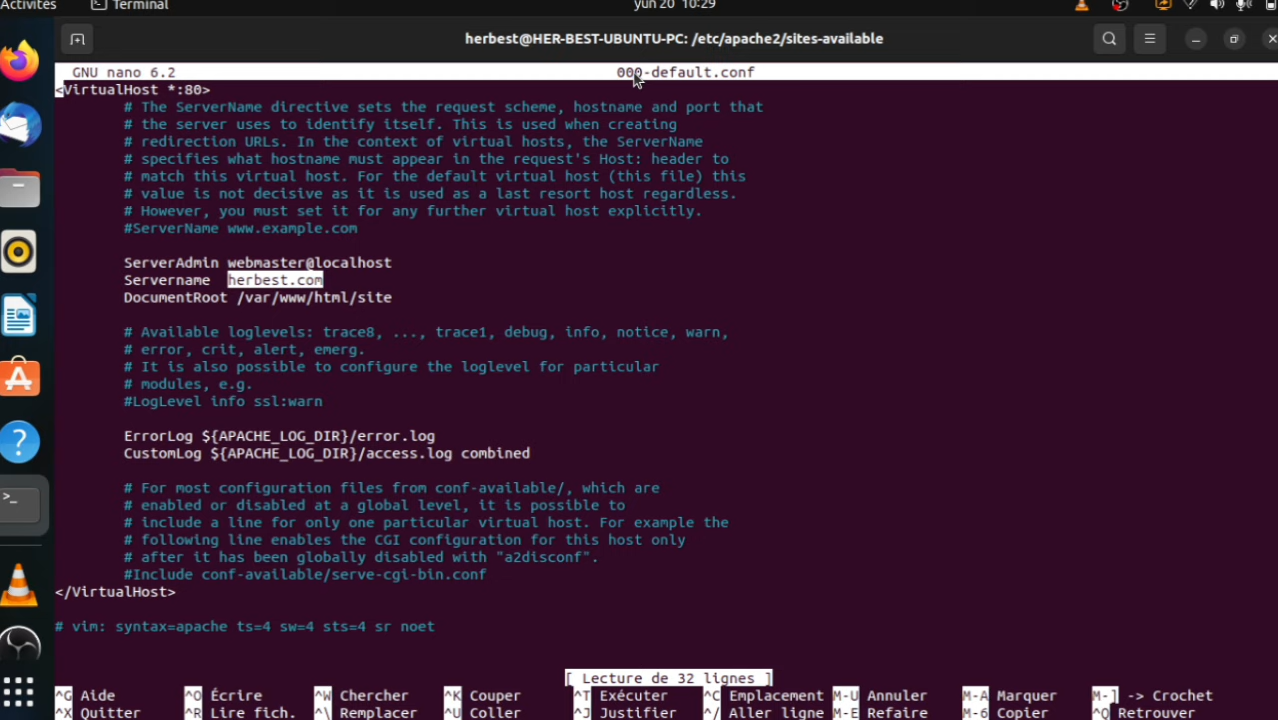 Activités Terminal yun 20 10:29
herbest@HER-BEST-UBUNTU-PC: /etc/apache2/sites-available
GNU nano 6.2 000-default.conf
<VirtualHost *:80>
# The ServerName directive sets the request scheme, hostname and port that
# the server uses to identify itself. This is used when creating
# redirection URLs. In the context of virtual hosts, the ServerName
# specifies what hostname must appear in the request's Host: header to
# match this virtual host. For the default virtual host (this file) this
# value is not decisive as it is used as a last resort host regardless.
# However, you must set it for any further virtual host explicitly.
#ServerName www.example.com
ServerAdmin webmaster@localhost
Servername herbest.com
DocumentRoot /var/www/html/site
# Available loglevels: trace8, ..., trace1, debug, info, notice, warn,
# error, crit, alert, emerg.
# It is also possible to configure the loglevel for particular
# modules, e.g.
#LogLevel info ssl:warn
ErrorLog ${APACHE_LOG_DIR}/error.log
CustomLog ${APACHE_LOG_DIR}/access.log combined
# For most configuration files from conf-available/, which are
# enabled or disabled at a global level, it is possible to
# include a line for only one particular virtual host. For example the
# following line enables the CGI configuration for this host only
# after it has been globally disabled with "a2disconf".
#Include conf-available/serve-cgi-bin.conf
</VirtualHost>
# vim: syntax=apache ts=4 sw=4 sts=4 sr noet
[ Lecture de 32 lignes ]
^G Aide ^O Écrire ^W Chercher ^K Couper ^T Exécuter ^C Emplacement M-U Annuler M-A Marquer M-] -> Crochet
^X Quitter ^R Lire fich. ^\ Remplacer ^U Coller ^J Justifier ^/ Aller ligne M-E Refaire M-6 Copier ^Q Retrouver